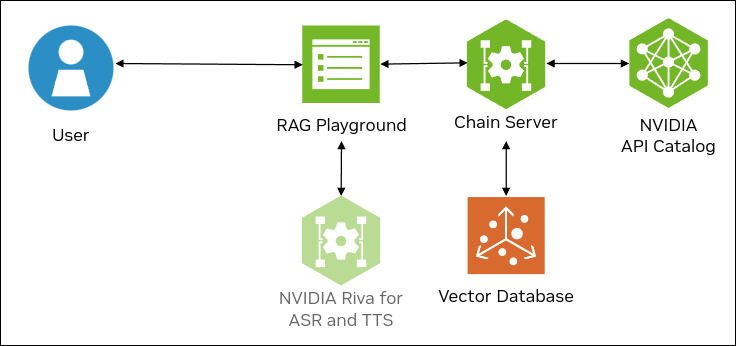 User
RAG Playground
Chain Server
NVIDIA
API Catalog
NVIDIA Riva for
ASR and TTS
Vector Database